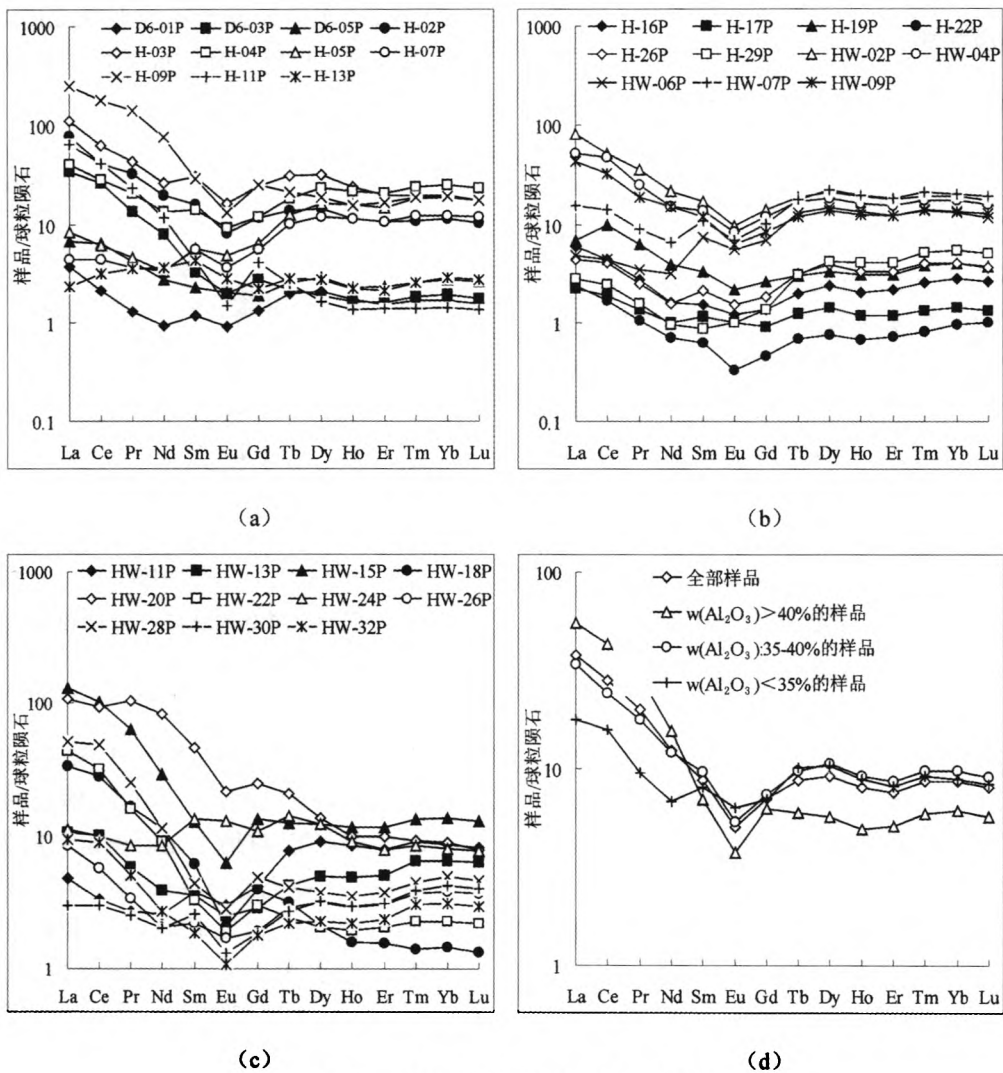 D6-01P D6-03P D6-05P H-02P
H-03P H-04P H-05P H-07P
H-09P H-11P H-13P
1000
100
10
1
0.1
样品/球粒陨石
La Ce Pr Nd Sm Eu Gd Tb Dy Ho Er Tm Yb Lu
(a)
H-16P H-17P H-19P H-22P
H-26P H-29P HW-02P HW-04P
HW-06P HW-07P HW-09P
1000
100
10
1
0.1
样品/球粒陨石
La Ce Pr Nd Sm Eu Gd Tb Dy Ho Er Tm Yb Lu
(b)
HW-11P HW-13P HW-15P HW-18P
HW-20P HW-22P HW-24P HW-26P
HW-28P HW-30P HW-32P
1000
100
10
1
样品/球粒陨石
La Ce Pr Nd Sm Eu Gd Tb Dy Ho Er Tm Yb Lu
(c)
全部样品
w(Al₂O₃)>40%的样品
w(Al₂O₃):35-40%的样品
w(Al₂O₃)<35%的样品
100
10
1
样品/球粒陨石
La Ce Pr Nd Sm Eu Gd Tb Dy Ho Er Tm Yb Lu
(d)